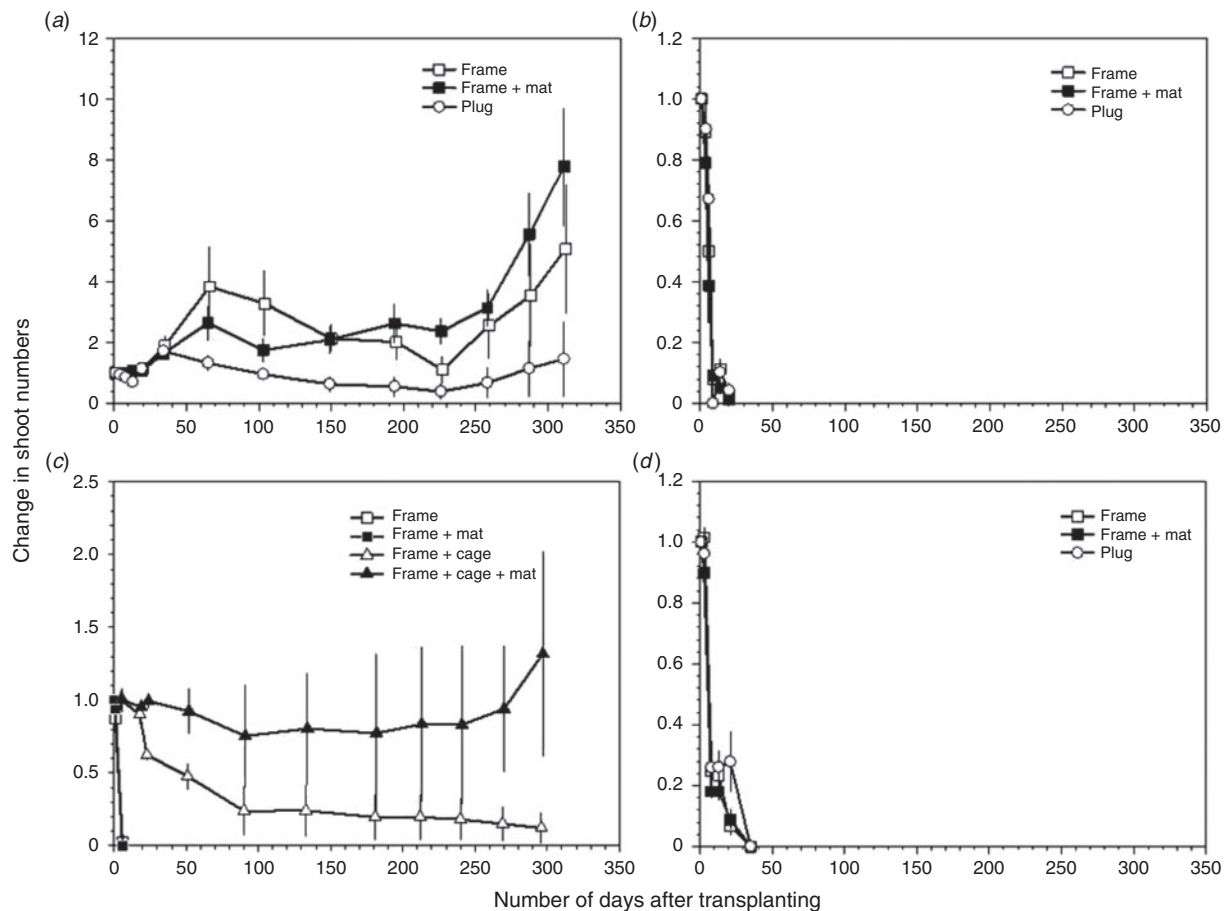 (a)
12
10
8
6
4
2
0
Frame
Frame + mat
Plug
0 50 100 150 200 250 300 350
(b)
1.2
1.0
0.8
0.6
0.4
0.2
0
Frame
Frame + mat
Plug
0 50 100 150 200 250 300 350
Change in shoot numbers
(c)
2.5
2.0
1.5
1.0
0.5
0
Frame
Frame + mat
Frame + cage
Frame + cage + mat
0 50 100 150 200 250 300 350
(d)
1.2
1.0
0.8
0.6
0.4
0.2
0
Frame
Frame + mat
Plug
0 50 100 150 200 250 300 350
Number of days after transplanting